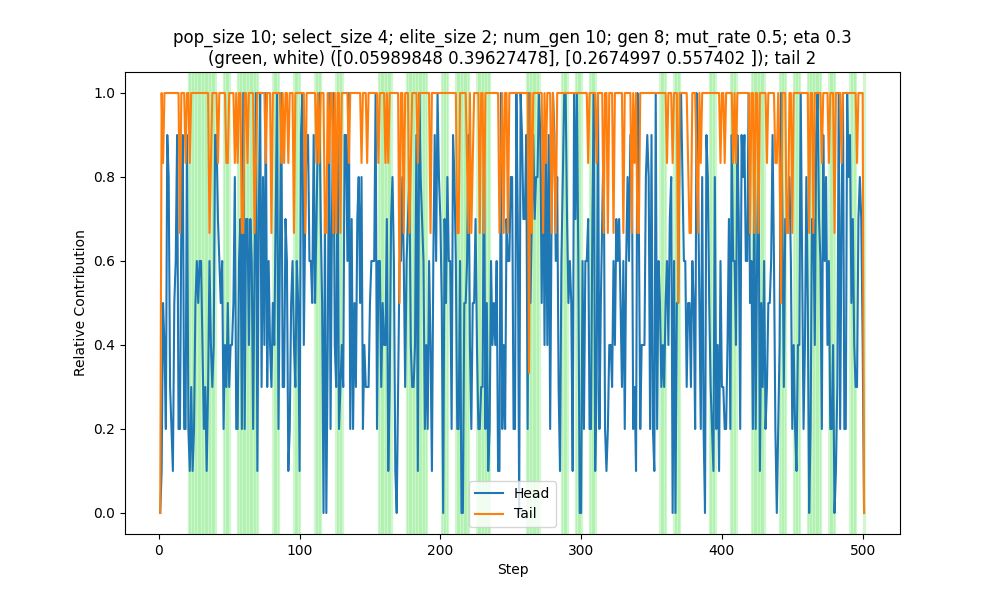 pop_size 10; select_size 4; elite_size 2; num_gen 10; gen 8; mut_rate 0.5; eta 0.3
(green, white) ([0.05989848 0.39627478], [0.2674997 0.557402 ]); tail 2
1.0
0.8
0.6
0.4
0.2
0.0
Relative Contribution
Head
Tail
0
100
200
300
400
500
Step